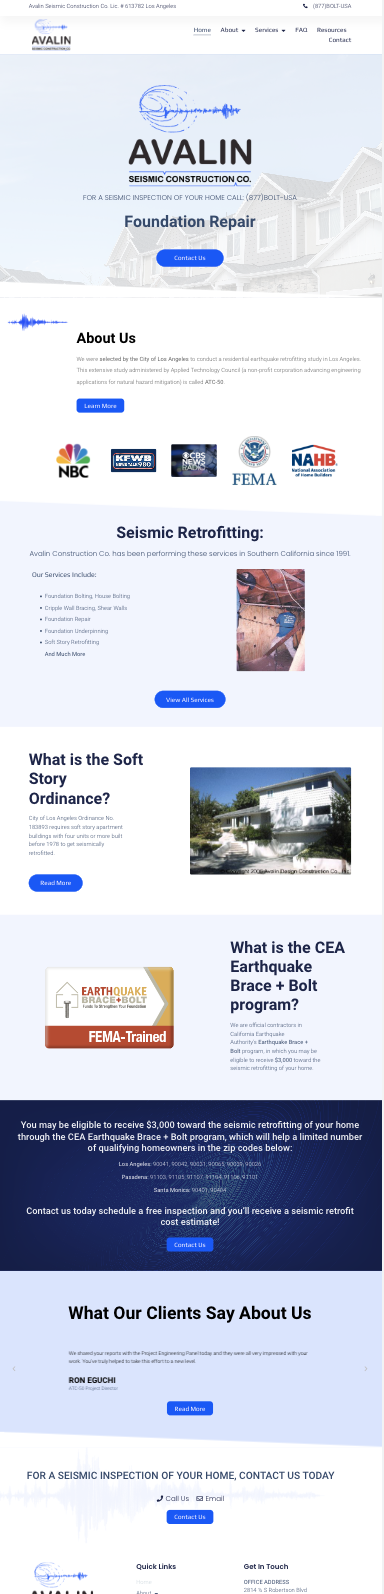 Avalin Seismic Construction Co. Lic. # 613782 Los Angeles
(877)BOLT-USA
AVALIN
SEISMIC CONSTRUCTION CO.
Home About Services FAQ Resources
Contact
AVALIN
SEISMIC CONSTRUCTION CO.
FOR A SEISMIC INSPECTION OF YOUR HOME CALL: (877)BOLT-USA
Foundation Repair
Contact Us
About Us
We were selected by the City of Los Angeles to conduct a residential earthquake retrofitting study in Los Angeles.
This extensive study administered by Applied Technology Council (a non-profit corporation advancing engineering
applications for natural hazard mitigation) is called ATC-50.
Learn More
NBC
KFWB
NEWS TALK 980
CBS
NEWS
RADIO
FEMA
NAHB
National Association
of Home Builders
Seismic Retrofitting:
Avalin Construction Co. has been performing these services in Southern California since 1991.
Our Services Include:
Foundation Bolting, House Bolting
Cripple Wall Bracing, Shear Walls
Foundation Repair
Foundation Underpinning
Soft Story Retrofitting
And Much More
View All Services
What is the Soft
Story
Ordinance?
City of Los Angeles Ordinance No.
183893 requires soft story apartment
buildings with four units or more built
before 1978 to get seismically
retrofitted.
Read More
2006 Avalin Design Construction Co., Inc.
What is the CEA
Earthquake
Brace + Bolt
program?
EARTHQUAKE
BRACE+BOLT
Funds To Strengthen Your Foundation
FEMA-Trained
We are official contractors in
California Earthquake
Authority's Earthquake Brace +
Bolt program, in which you may be
eligible to receive $3,000 toward the
seismic retrofitting of your home.
You may be eligible to receive $3,000 toward the seismic retrofitting of your home
through the CEA Earthquake Brace + Bolt program, which will help a limited number
of qualifying homeowners in the zip codes below:
Los Angeles: 90041, 90042, 90031, 90065, 90039, 90026
Pasadena: 91103, 91105, 91107, 91104, 91106, 91101
Santa Monica: 90401, 90404
Contact us today schedule a free inspection and you'll receive a seismic retrofit
cost estimate!
Contact Us
What Our Clients Say About Us
We shared your reports with the Project Engineering Panel today and they were all very impressed with your
work. You've truly helped to take this effort to a new level
RON EGUCHI
ATC-50 Project Director
Read More
FOR A SEISMIC INSPECTION OF YOUR HOME, CONTACT US TODAY
Call Us Email
Contact Us
Quick Links
Home
About
Get In Touch
OFFICE ADDRESS
2814 ½ S Robertson Blvd